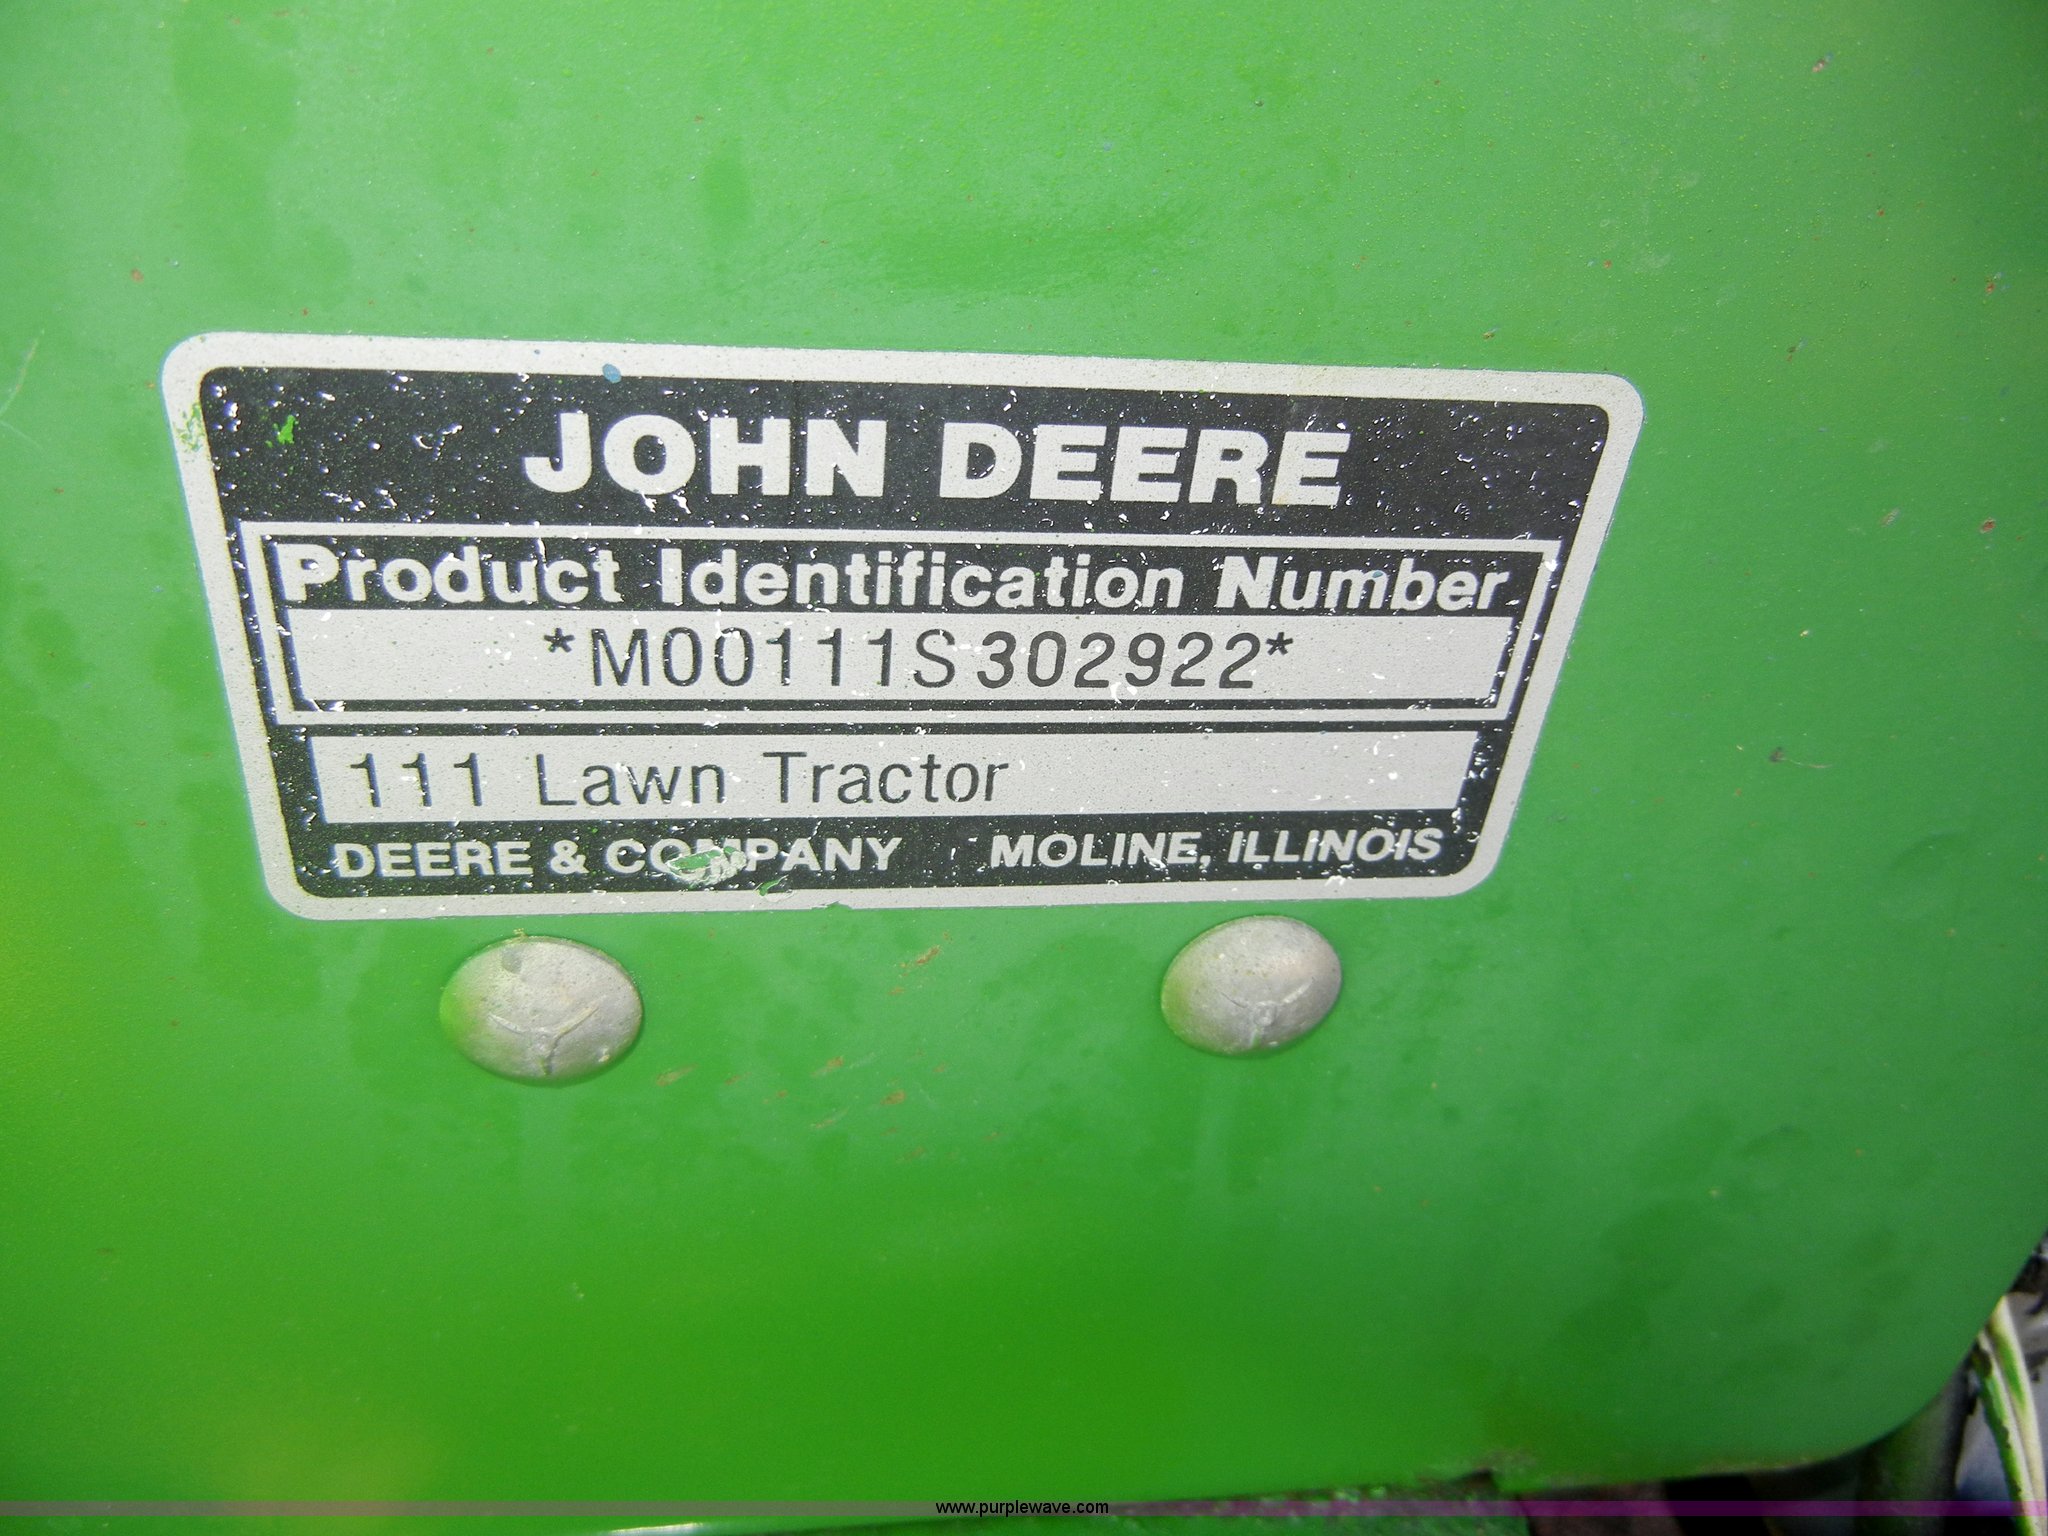 JOHN DEERE
Product Identification Number
*M00111S302922*
111 Lawn Tractor
DEERE & COMPANY MOLINE, ILLINOIS
www.purplewave.com